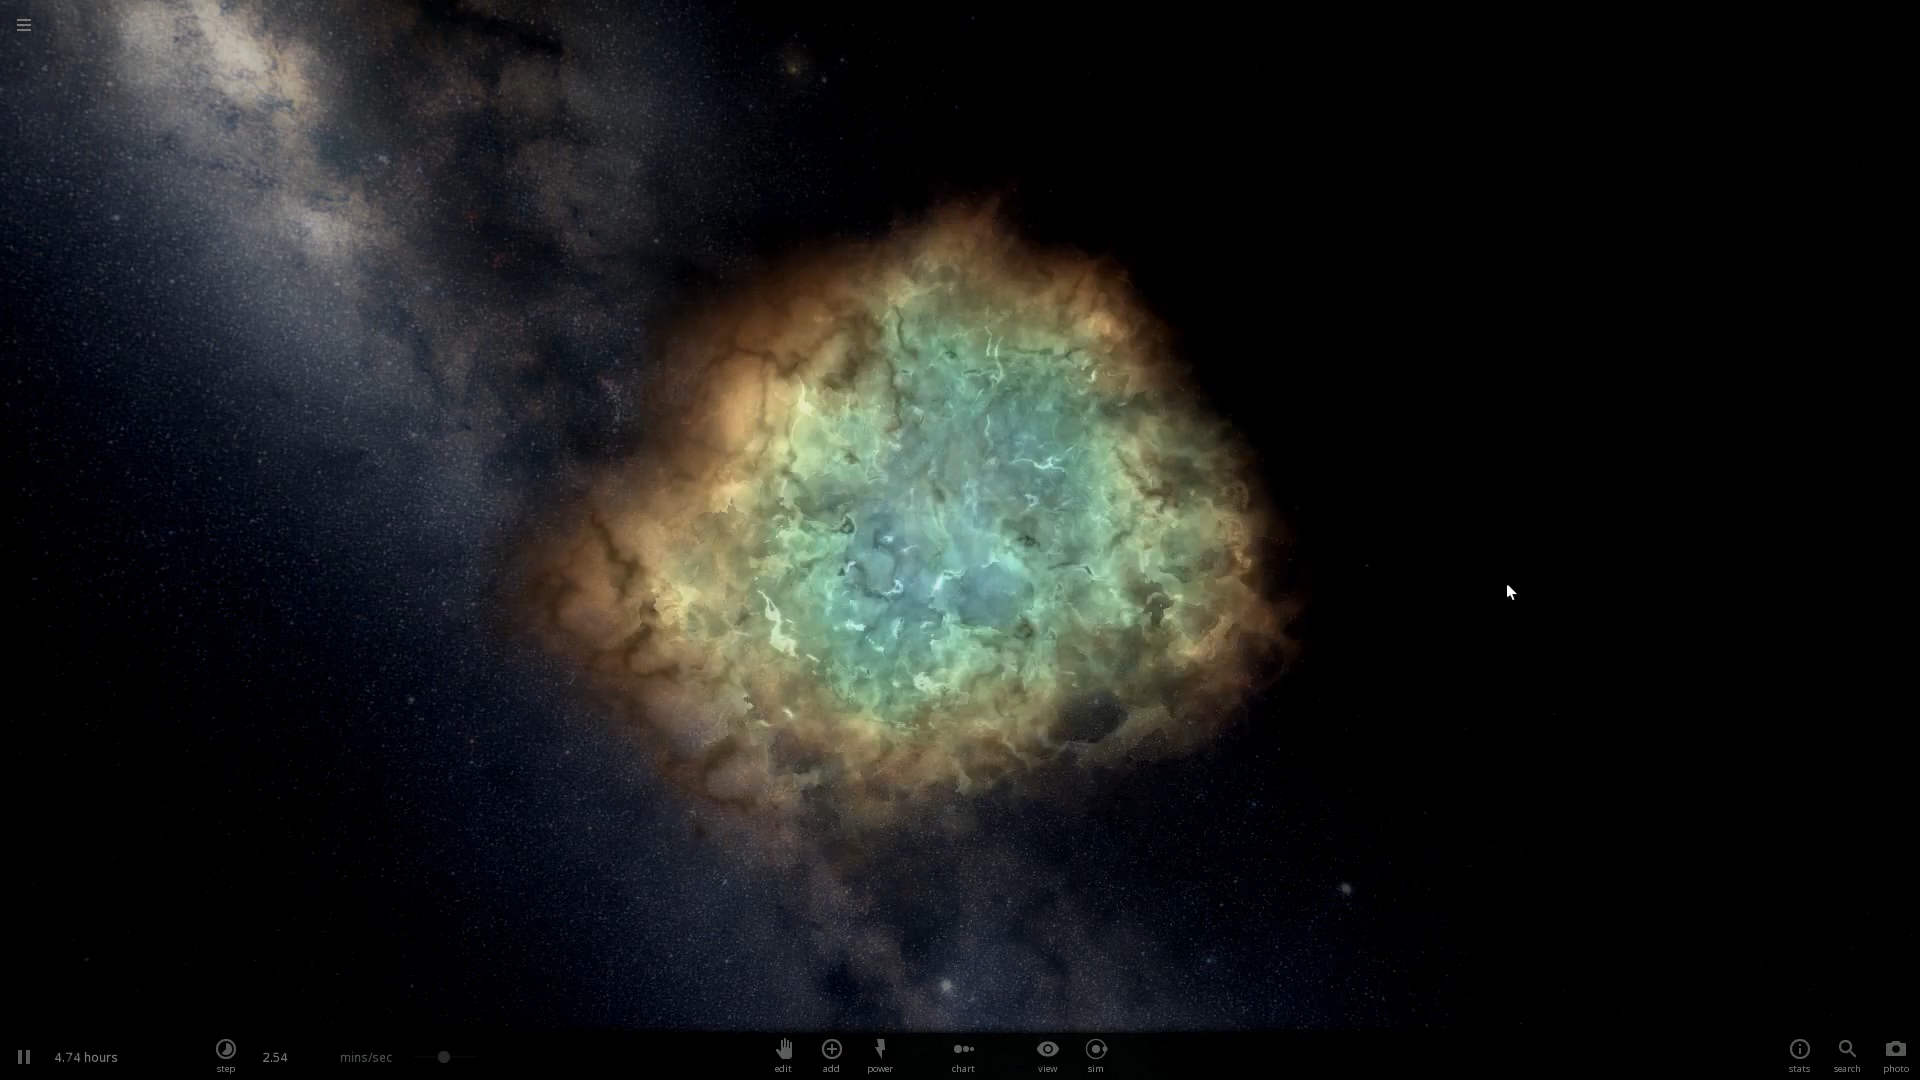 4.74 hours
step
2.54
mins/sec
edit
add
power
chart
view
sim
stats
search
photo